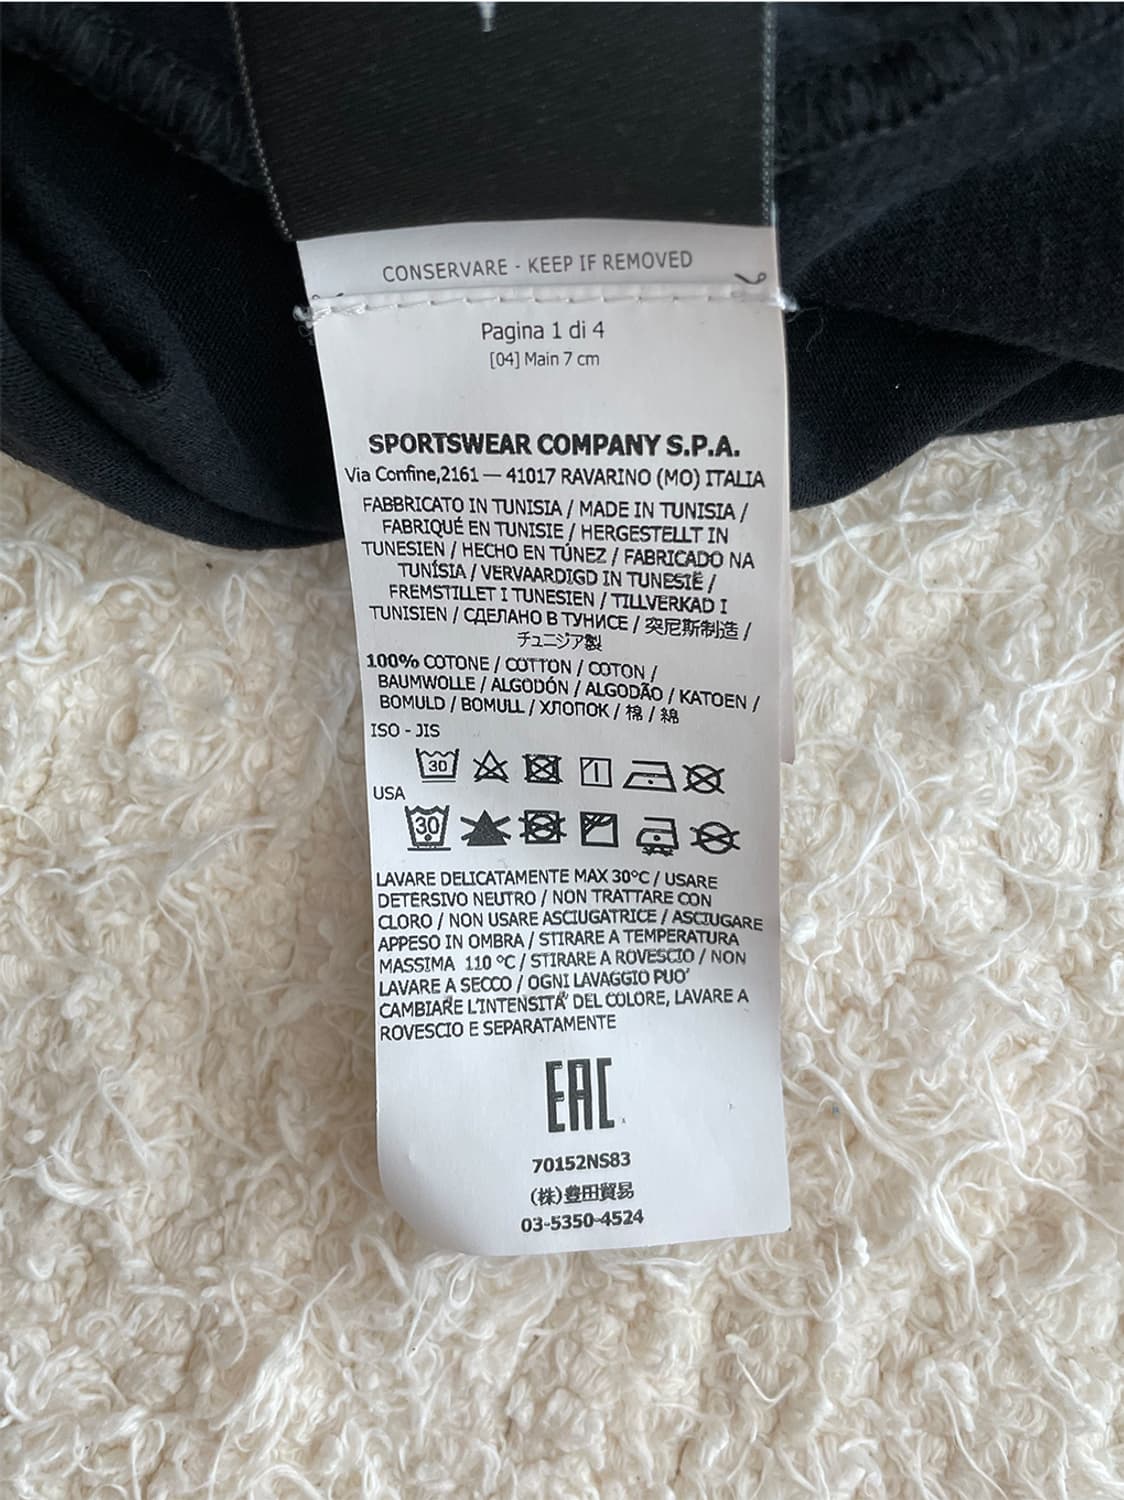 CONSERVARE - KEEP IF REMOVED
Pagina 1 di 4
[04] Main 7 cm
SPORTSWEAR COMPANY S.P.A.
Via Confine,2161 — 41017 RAVARINO (MO) ITALIA
FABBRICATO IN TUNISIA / MADE IN TUNISIA /
FABRIQUÉ EN TUNISIE / HERGESTELLT IN
TUNESIEN / HECHO EN TÚNEZ / FABRICADO NA
TUNÍSIA / VERVAARDIGD IN TUNESIË /
FREMSTILLET I TUNESIEN / TILLVERKAD I
TUNISIEN / СДЕЛАНО В ТУНИСЕ / 突尼斯制造 /
チュニジア製
100% COTONE / COTTON / COTON /
BAUMWOLLE / ALGODÓN / ALGODÃO / KATOEN /
BOMULD / BOMULL / ХЛОПОК / 棉 / 綿
ISO - JIS
30
USA
30
LAVARE DELICATAMENTE MAX 30°C / USARE
DETERSIVO NEUTRO / NON TRATTARE CON
CLORO / NON USARE ASCIUGATRICE / ASCIUGARE
APPESO IN OMBRA / STIRARE A TEMPERATURA
MASSIMA 110 °C / STIRARE A ROVESCIO / NON
LAVARE A SECCO / OGNI LAVAGGIO PUO'
CAMBIARE L'INTENSITA' DEL COLORE, LAVARE A
ROVESCIO E SEPARATAMENTE
EAC
70152NS83
(株)豊田貿易
03-5350-4524